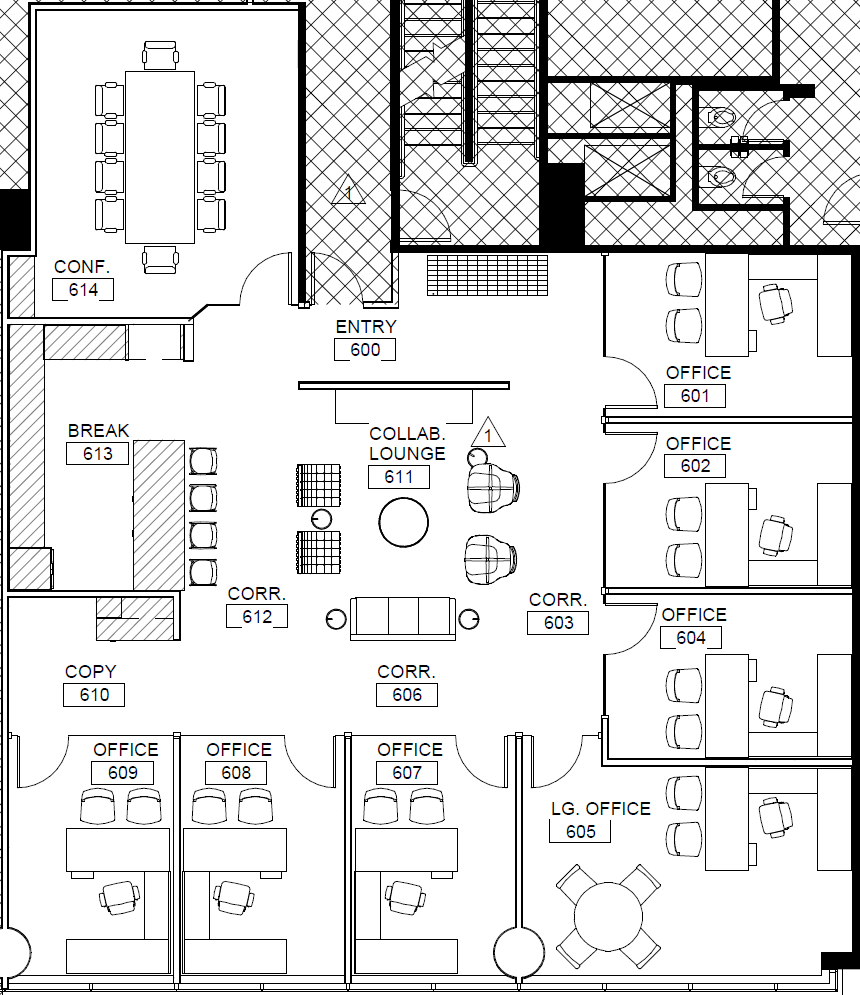 1
CONF.
614
ENTRY
600
OFFICE
601
BREAK
613
COLLAB.
LOUNGE
611
1
OFFICE
602
CORR.
612
CORR.
603
OFFICE
604
COPY
610
CORR.
606
OFFICE
609
OFFICE
608
OFFICE
607
LG. OFFICE
605